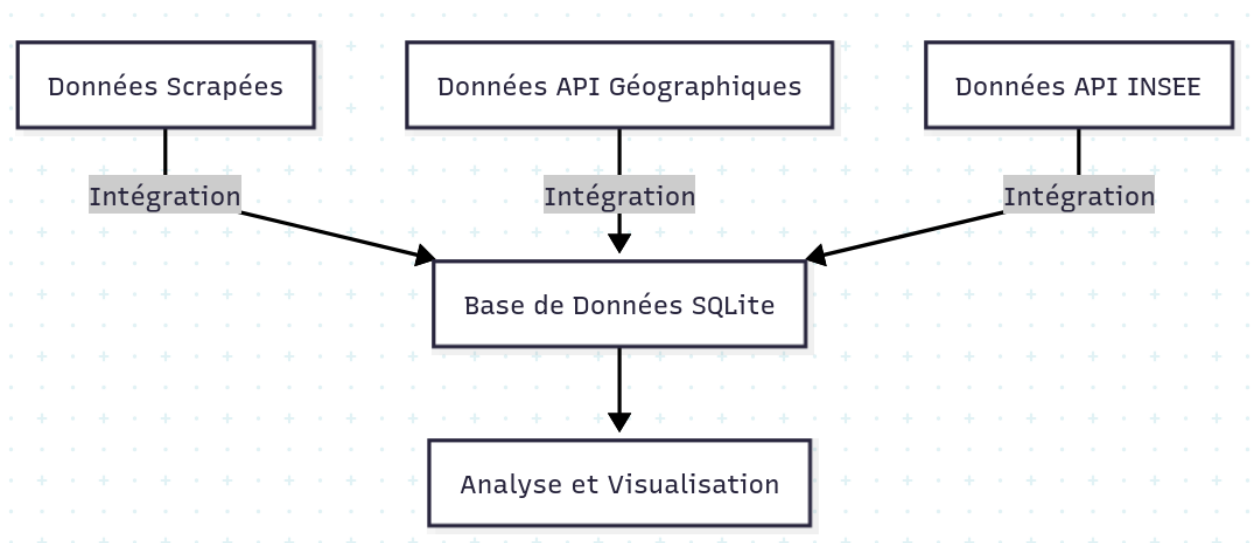 Données Scrapées
Données API Géographiques
Données API INSEE
Intégration
Intégration
Intégration
Base de Données SQLite
Analyse et Visualisation